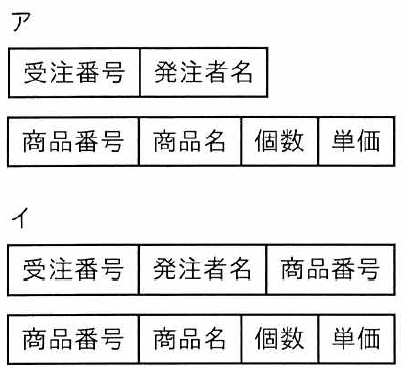 ア
受注番号 発注者名
商品番号 商品名 個数 単価
イ
受注番号 発注者名 商品番号
商品番号 商品名 個数 単価